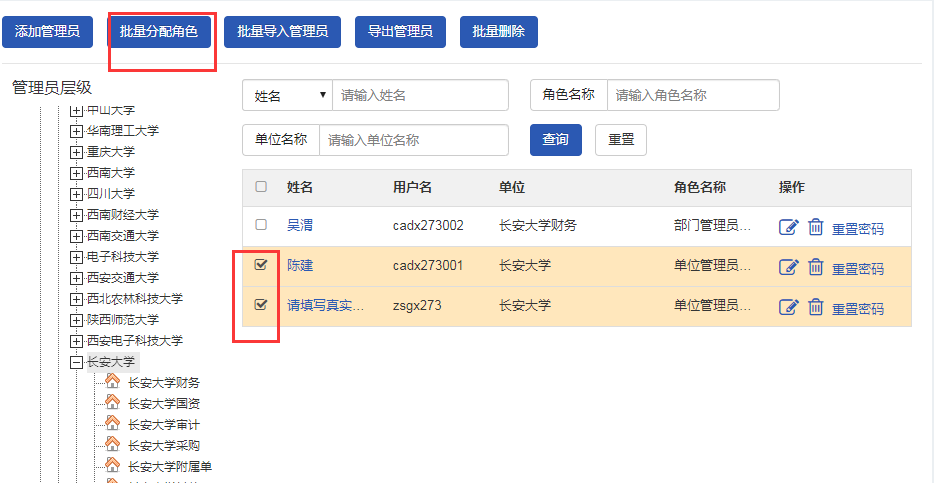 添加管理员 批量分配角色 批量导入管理员 导出管理员 批量删除
管理员层级
中山大学
华南理工大学
重庆大学
西南大学
四川大学
西南财经大学
西南交通大学
电子科技大学
西安交通大学
西北农林科技大学
陕西师范大学
西安电子科技大学
长安大学
长安大学财务
长安大学国资
长安大学审计
长安大学采购
长安大学附属单
姓名 请输入姓名 角色名称 请输入角色名称
单位名称 请输入单位名称 查询 重置
姓名 用户名 单位 角色名称 操作
吴渭 cadx273002 长安大学财务 部门管理员... 重置密码
陈建 cadx273001 长安大学 单位管理员... 重置密码
请填写真实... zsgx273 长安大学 单位管理员... 重置密码